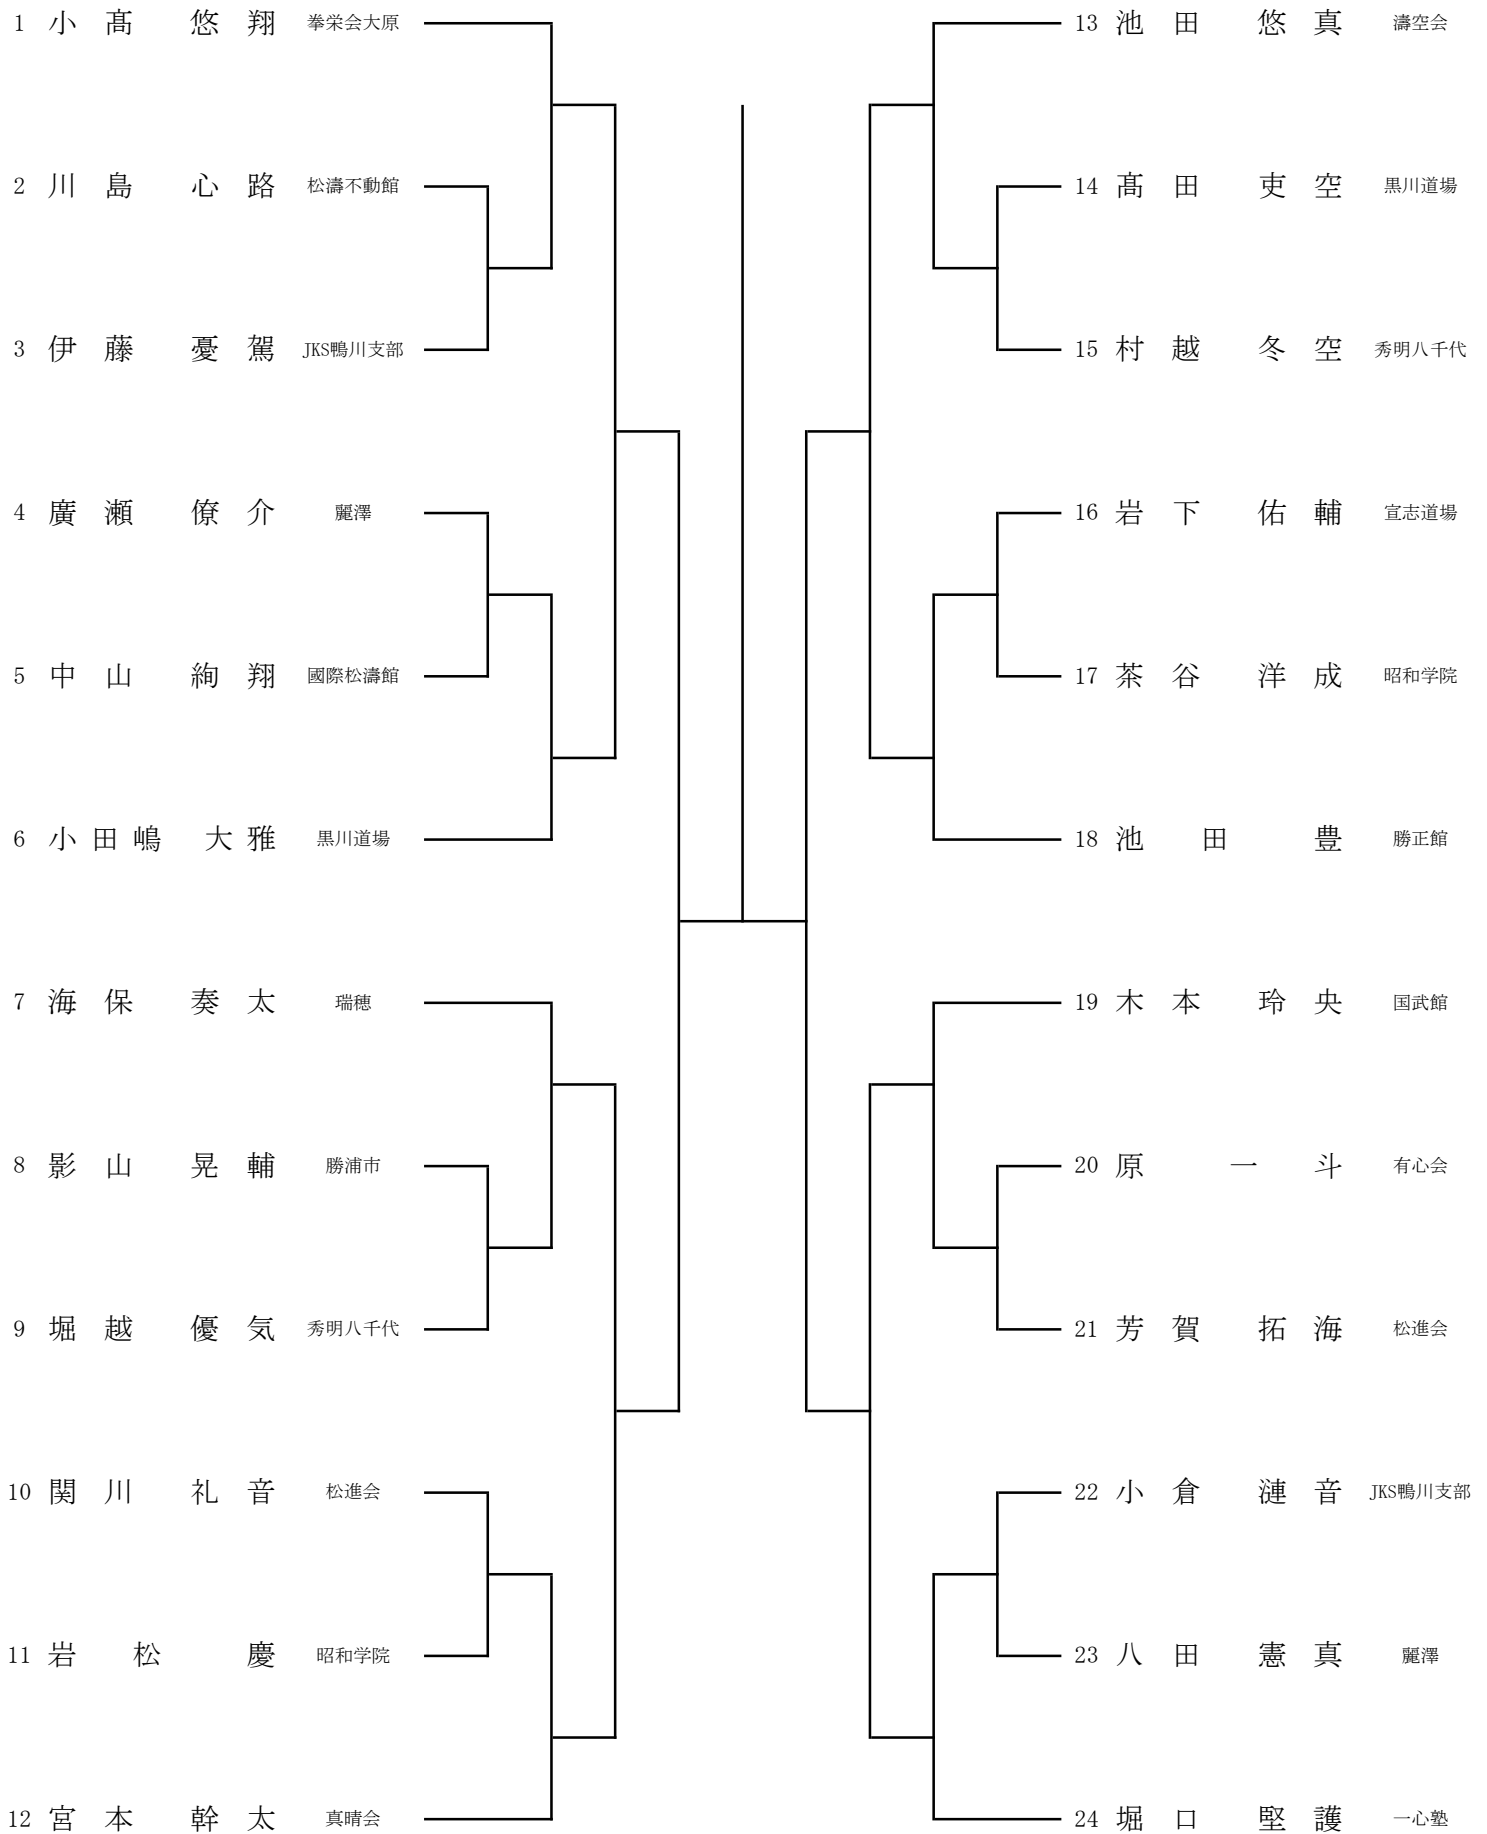 1 小髙 悠翔 拳栄会大原
2 川島 心路 松濤不動館
3 伊藤 憂駕 JKS鴨川支部
4 廣瀬 僚介 麗澤
5 中山 絢翔 國際松濤館
6 小田嶋 大雅 黒川道場
7 海保 奏太 瑞穂
8 影山 晃輔 勝浦市
9 堀越 優気 秀明八千代
10 関川 礼音 松進会
11 岩松 慶 昭和学院
12 宮本 幹太 真晴会
13 池田 悠真 濤空会
14 髙田 吏空 黒川道場
15 村越 冬空 秀明八千代
16 岩下 佑輔 宣志道場
17 茶谷 洋成 昭和学院
18 池田 豊 勝正館
19 木本 玲央 国武館
20 原 一斗 有心会
21 芳賀 拓海 松進会
22 小倉 漣音 JKS鴨川支部
23 八田 憲真 麗澤
24 堀口 堅護 一心塾